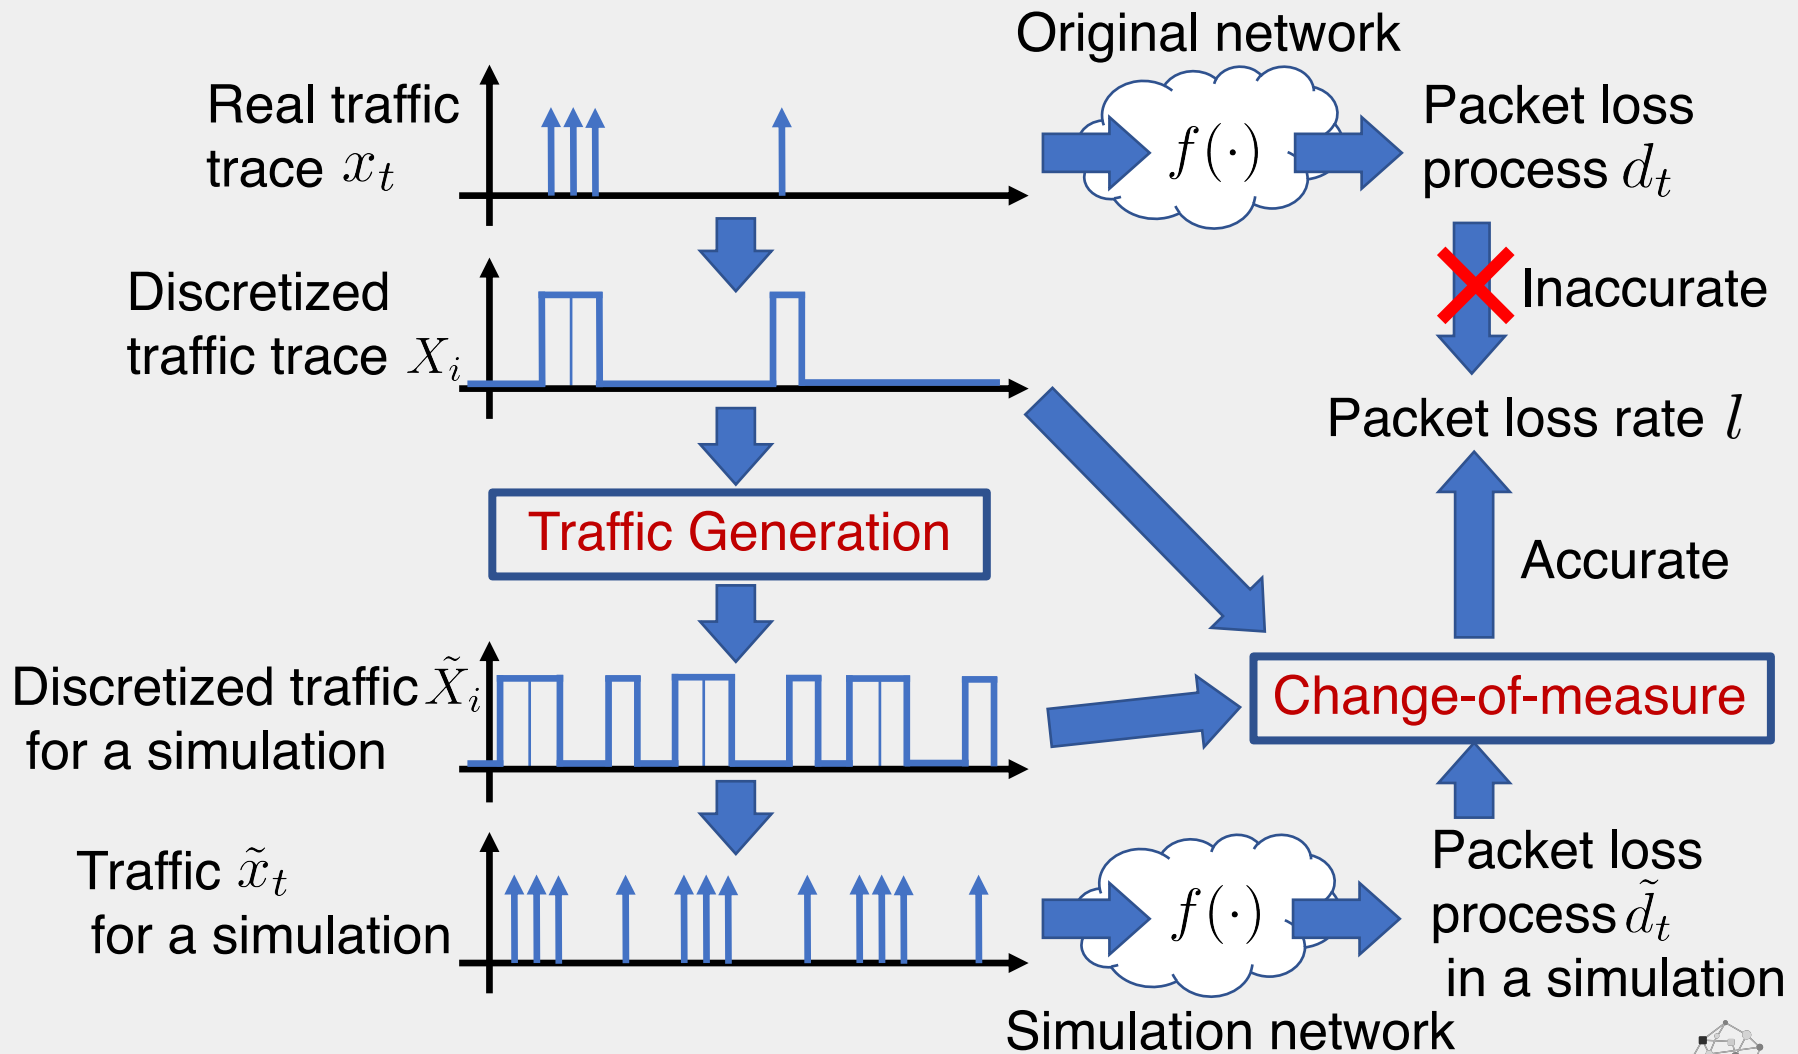 Original network
Real traffic
trace x_t
f(·)
Packet loss
process d_t
Discretized
traffic trace X_i
Inaccurate
Packet loss rate l
Traffic Generation
Accurate
Discretized traffic X̃_i
for a simulation
Change-of-measure
Traffic x̃_t
for a simulation
f(·)
Packet loss
process d̃_t
in a simulation
Simulation network